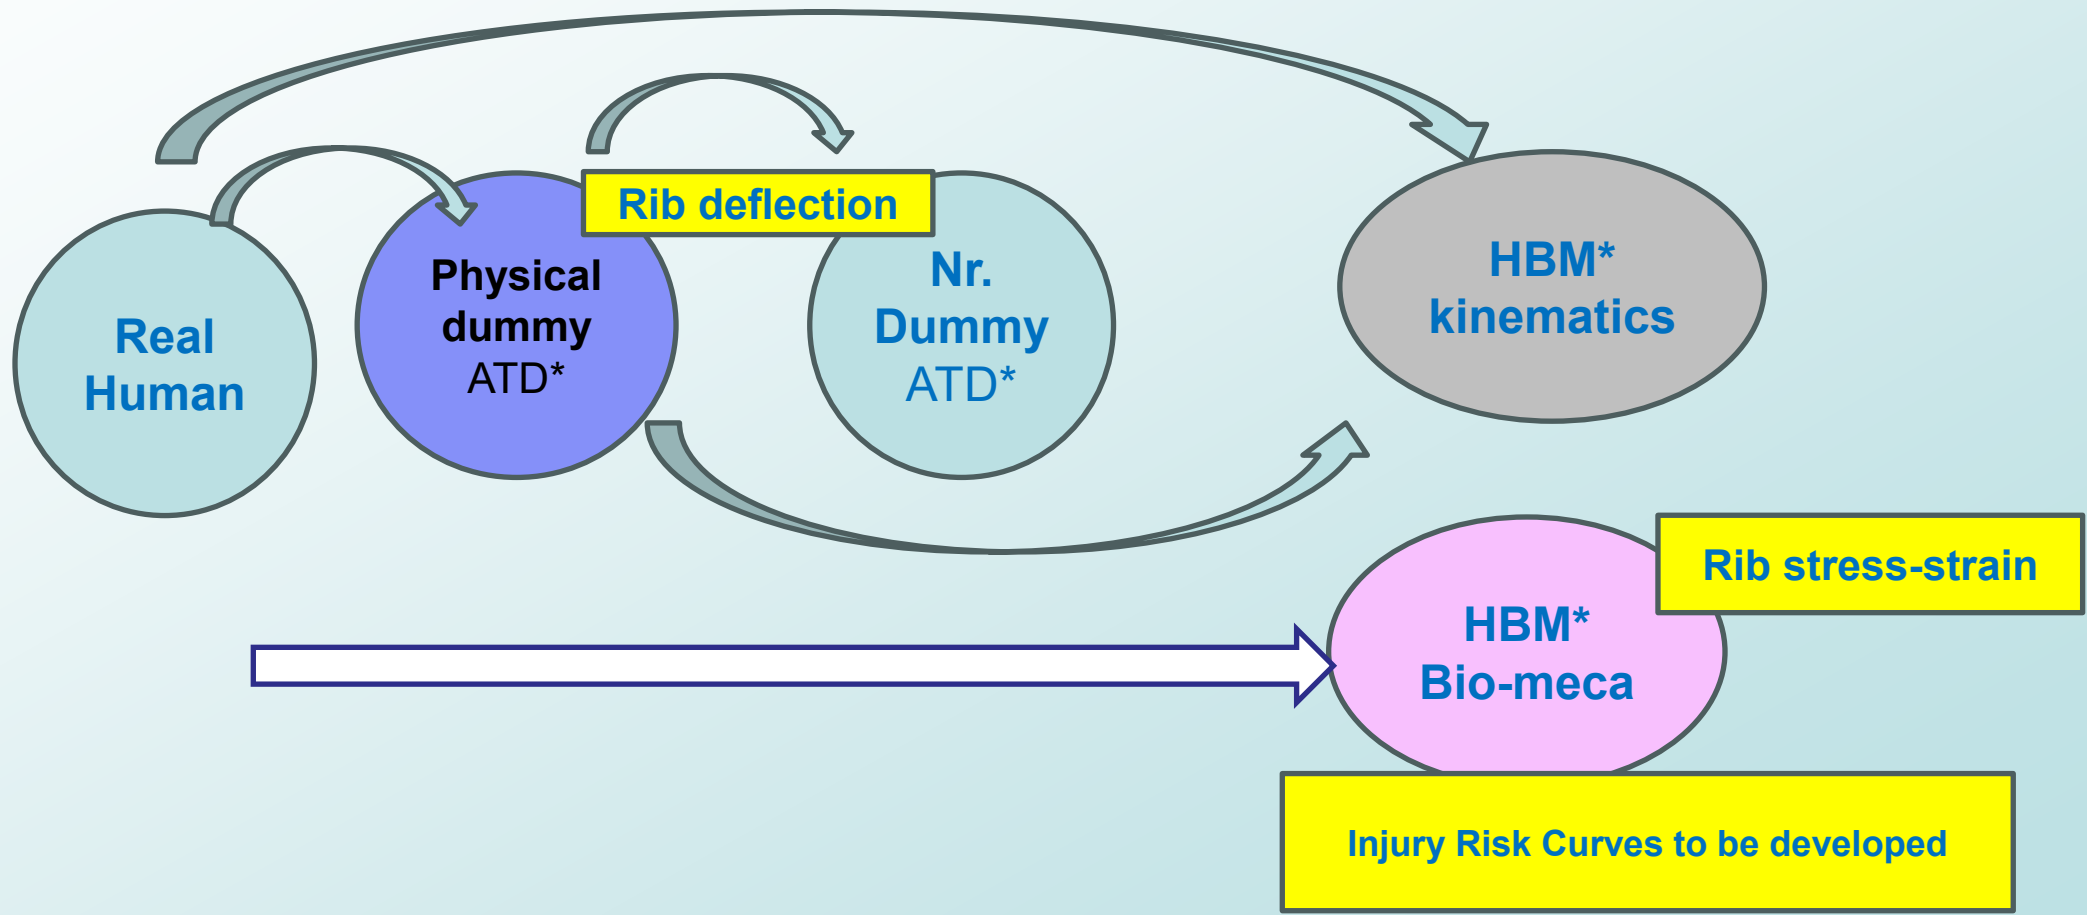 Real
Human
Physical
dummy
ATD*
Rib deflection
Nr.
Dummy
ATD*
HBM*
kinematics
Rib stress-strain
HBM*
Bio-meca
Injury Risk Curves to be developed